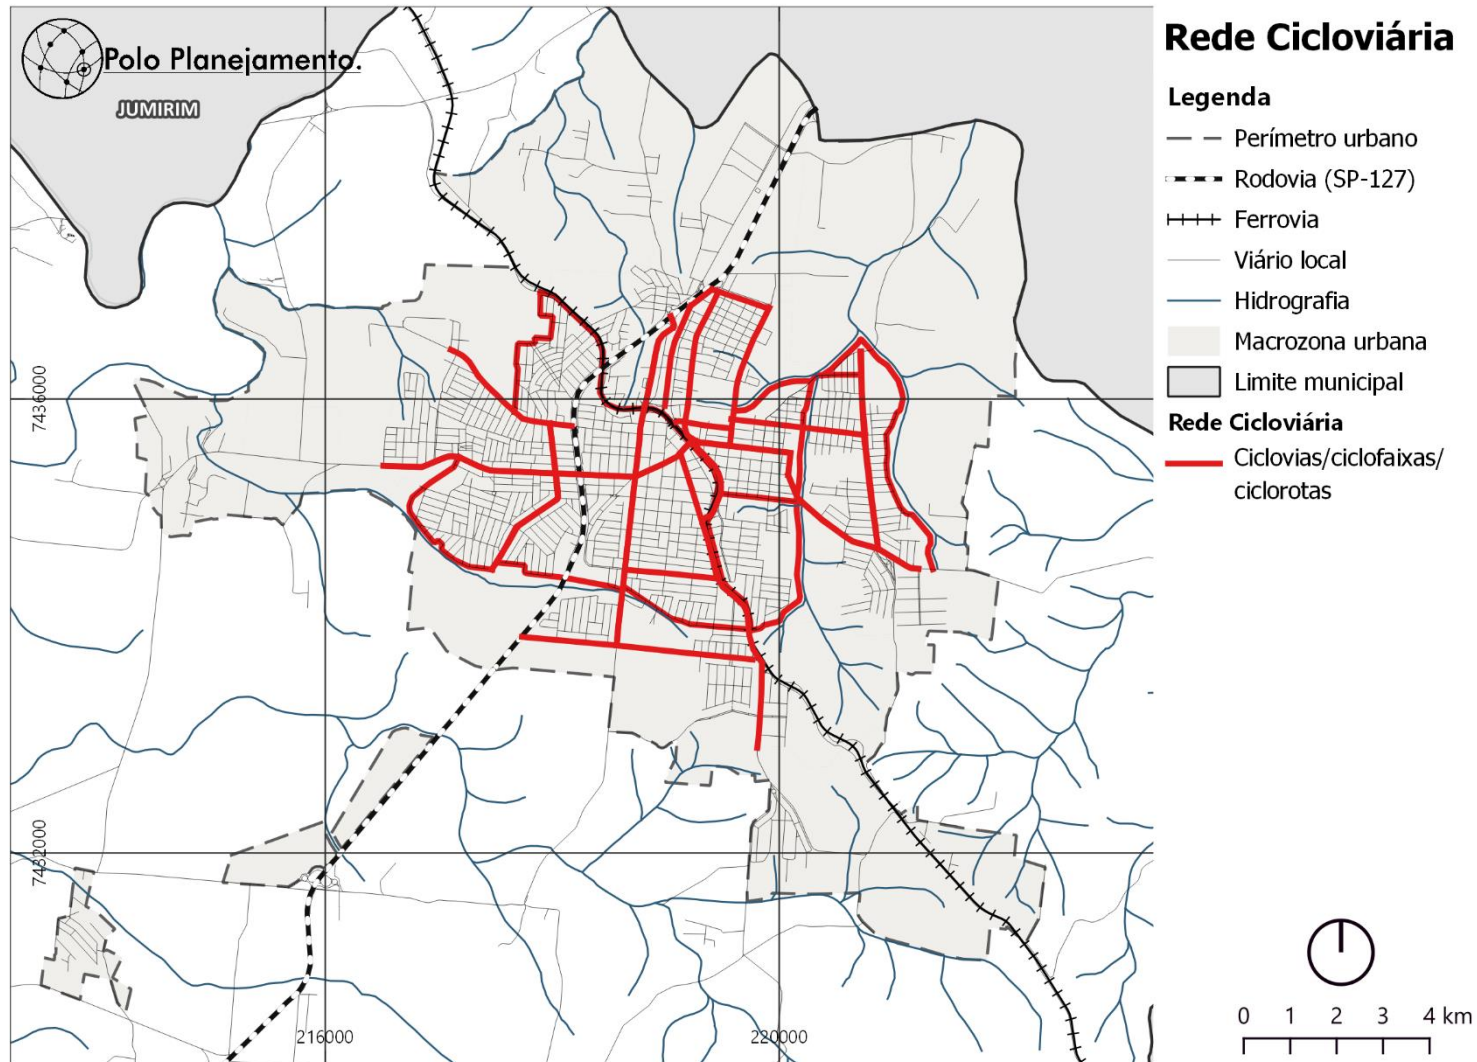 Polo Planejamento.
JUMIRIM
7436000
7432000
216000
220000
Rede Cicloviária
Legenda
Perímetro urbano
Rodovia (SP-127)
Ferrovia
Viário local
Hidrografia
Macrozona urbana
Limite municipal
Rede Cicloviária
Ciclovias/ciclofaixas/
ciclorotas
0 1 2 3 4 km